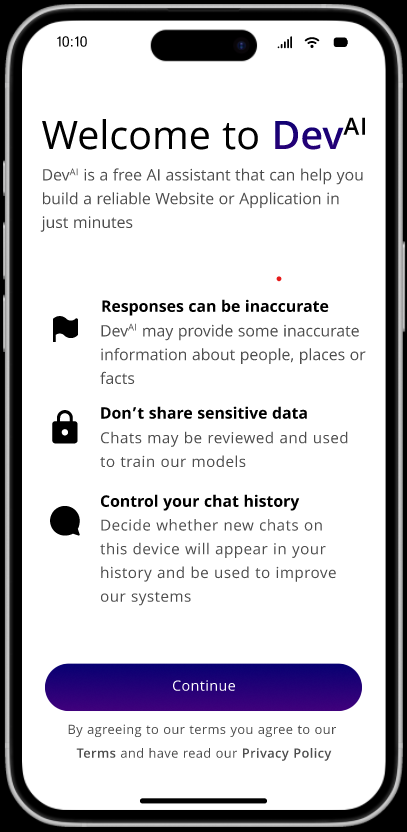 10:10
Welcome to Dev^AI
Dev^AI is a free AI assistant that can help you
build a reliable Website or Application in
just minutes
Responses can be inaccurate
Dev^AI may provide some inaccurate
information about people, places or
facts
Don’t share sensitive data
Chats may be reviewed and used
to train our models
Control your chat history
Decide whether new chats on
this device will appear in your
history and be used to improve
our systems
Continue
By agreeing to our terms you agree to our
Terms and have read our Privacy Policy